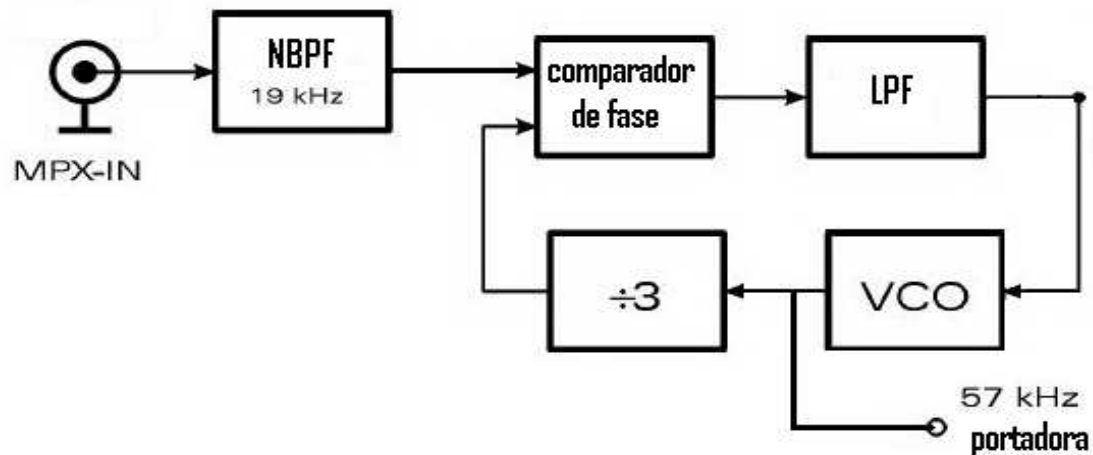 NBPF
19 kHz
MPX-IN
comparador
de fase
LPF
÷3
VCO
57 kHz
portadora